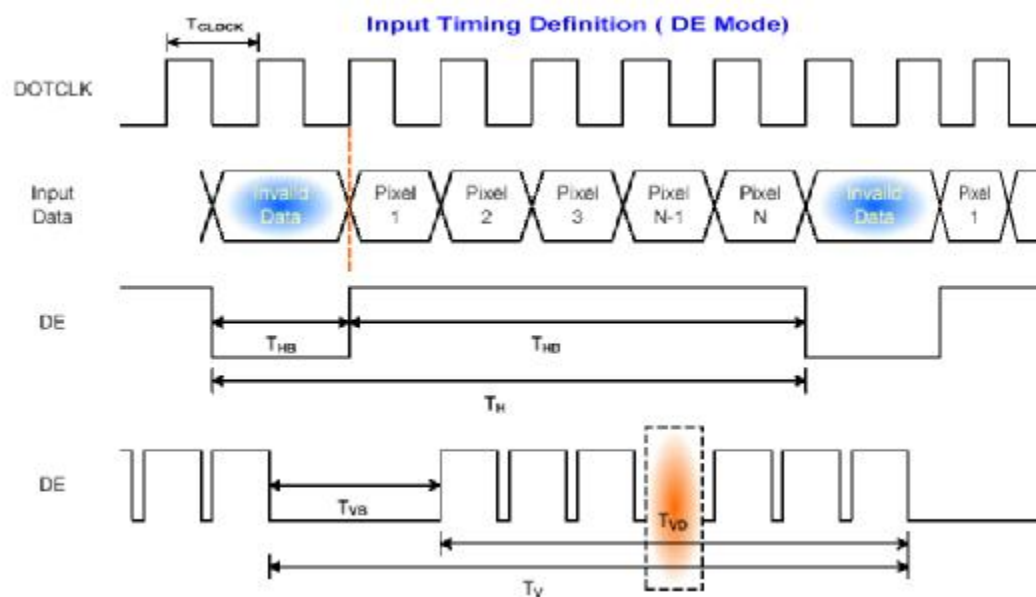 Input Timing Definition ( DE Mode)
TCLOCK
DOTCLK
Input
Data
Invalid
Data
Pixel
1
Pixel
2
Pixel
3
Pixel
N-1
Pixel
N
Invalid
Data
Pixel
1
DE
THB
THD
TH
DE
TVB
TVD
TV